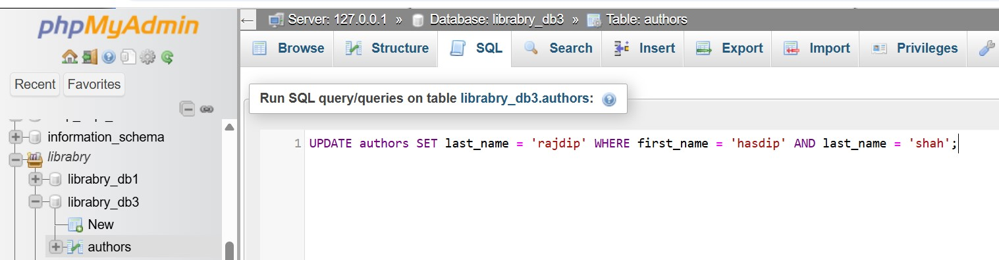 phpMyAdmin
Recent Favorites
information_schema
librabry
librabry_db1
librabry_db3
New
authors
Server: 127.0.0.1 » Database: librabry_db3 » Table: authors
Browse Structure SQL Search Insert Export Import Privileges
Run SQL query/queries on table librabry_db3.authors:
1 UPDATE authors SET last_name = 'rajdip' WHERE first_name = 'hasdip' AND last_name = 'shah';